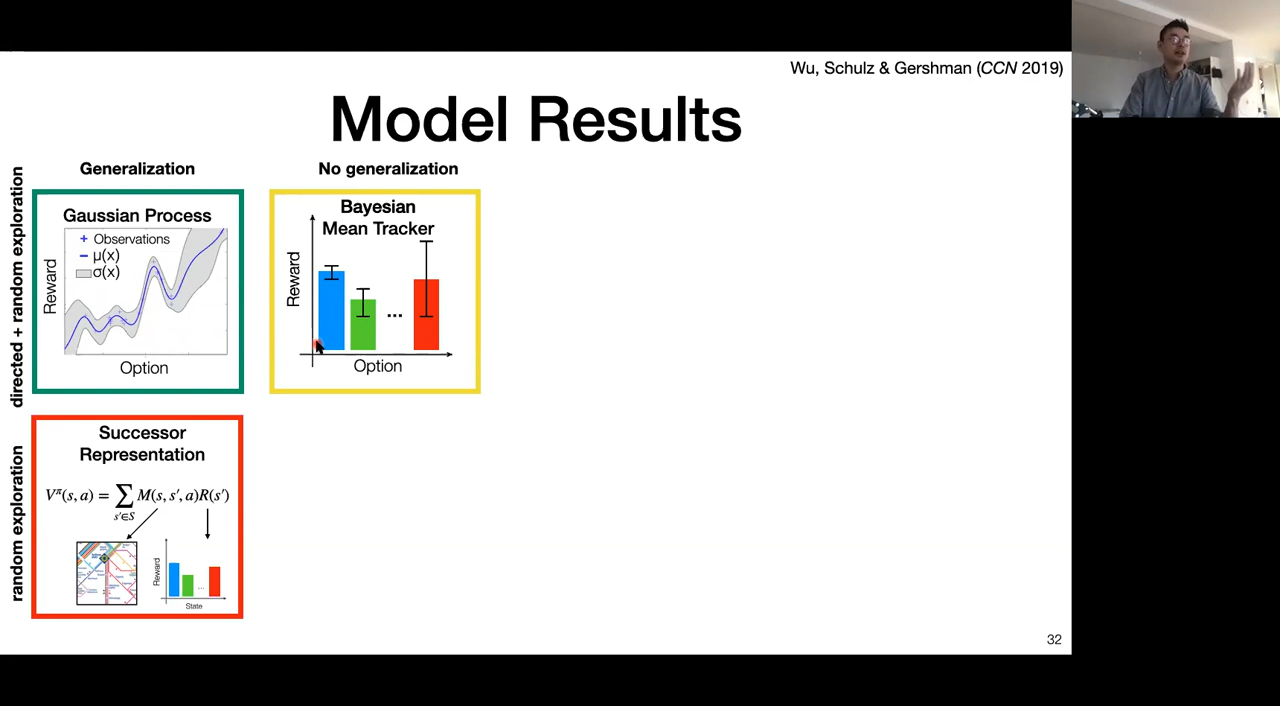 Wu, Schulz & Gershman (CCN 2019)
Model Results
Generalization
No generalization
directed + random exploration
Gaussian Process
+ Observations
μ(x)
σ(x)
Reward
Option
Bayesian
Mean Tracker
Reward
...
Option
random exploration
Successor
Representation
Vπ(s, a) = ∑ M(s, s′, a)R(s′)
s′∈S
Reward
...
State
32